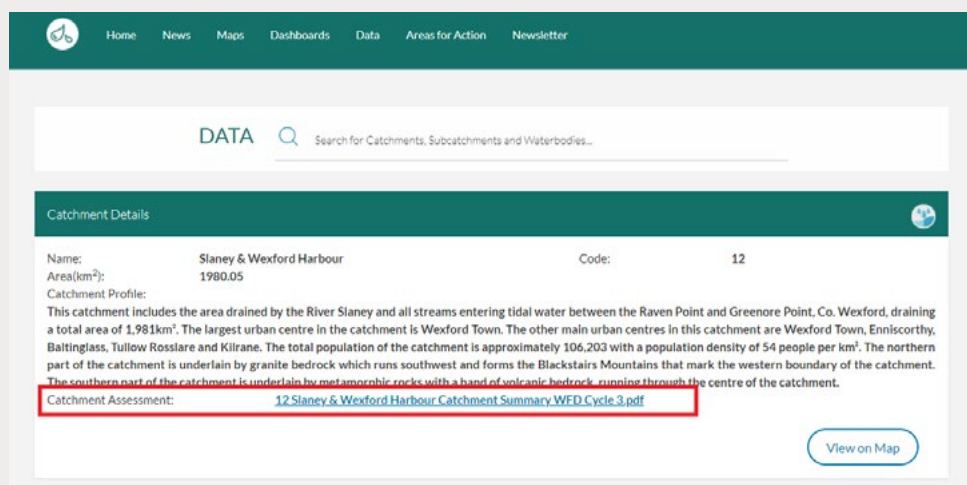 Home News Maps Dashboards Data Areas for Action Newsletter
DATA Search for Catchments, Subcatchments and Waterbodies...
Catchment Details
Name: Slaney & Wexford Harbour Code: 12
Area(km²): 1980.05
Catchment Profile:
This catchment includes the area drained by the River Slaney and all streams entering tidal water between the Raven Point and Greenore Point, Co. Wexford, draining
a total area of 1,981km². The largest urban centre in the catchment is Wexford Town. The other main urban centres in this catchment are Wexford Town, Enniscorthy,
Baltinglass, Tullow Rosslare and Kilrane. The total population of the catchment is approximately 106,203 with a population density of 54 people per km². The northern
part of the catchment is underlain by granite bedrock which runs southwest and forms the Blackstairs Mountains that mark the western boundary of the catchment.
The southern part of the catchment is underlain by metamorphic rocks with a band of volcanic bedrock, running through the centre of the catchment.
Catchment Assessment: 12 Slaney & Wexford Harbour Catchment Summary WFD Cycle 3.pdf
View on Map